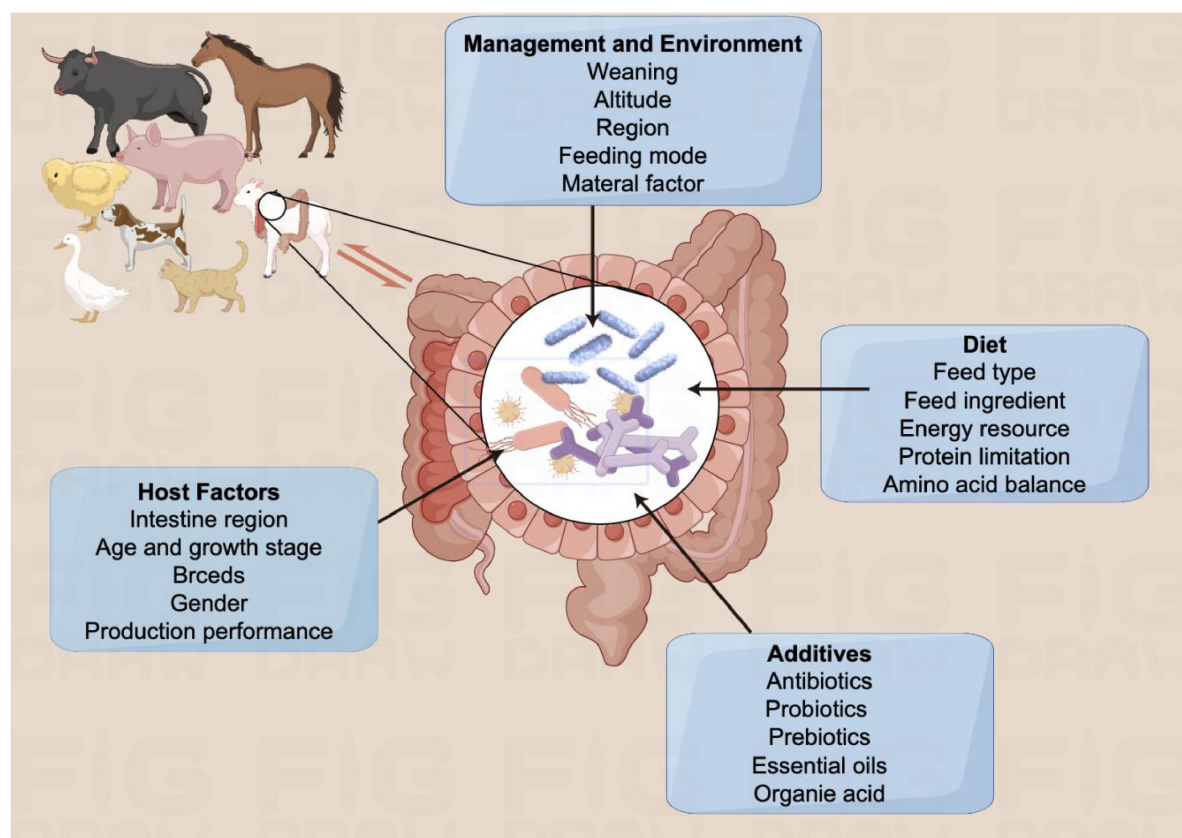 Management and Environment
Weaning
Altitude
Region
Feeding mode
Materal factor
Diet
Feed type
Feed ingredient
Energy resource
Protein limitation
Amino acid balance
Host Factors
Intestine region
Age and growth stage
Brceds
Gender
Production performance
Additives
Antibiotics
Probiotics
Prebiotics
Essential oils
Organie acid
FIG
DRAW